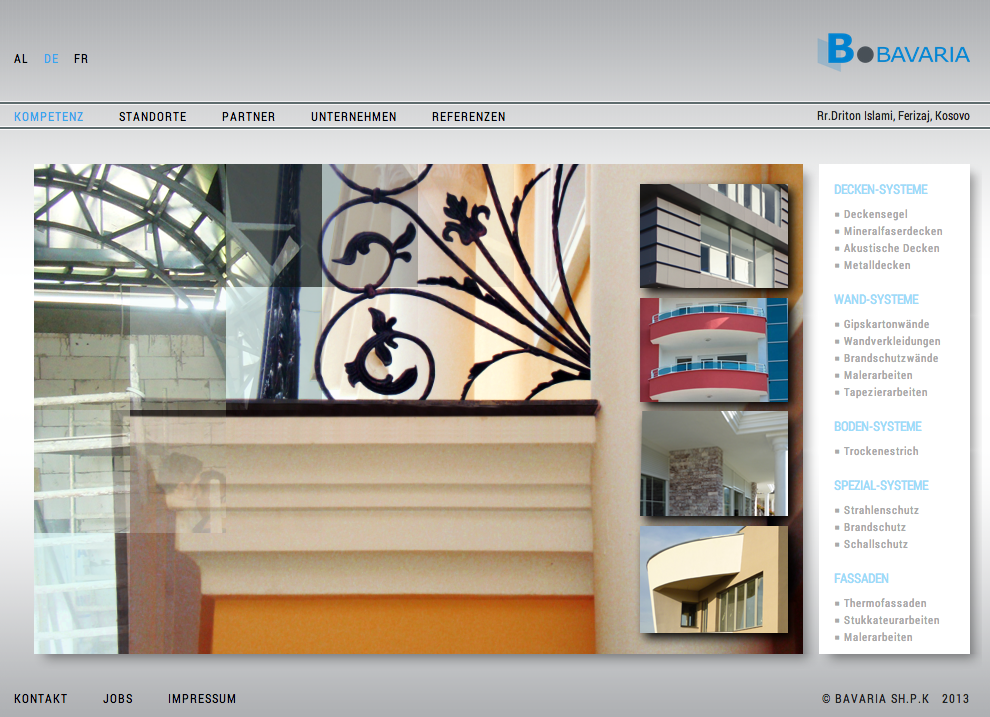 AL DE FR
B BAVARIA
KOMPETENZ STANDORTE PARTNER UNTERNEHMEN REFERENZEN
Rr.Driton Islami, Ferizaj, Kosovo
DECKEN-SYSTEME
Deckensegel
Mineralfaserdecken
Akustische Decken
Metalldecken
WAND-SYSTEME
Gipskartonwände
Wandverkleidungen
Brandschutzwände
Malerarbeiten
Tapezierarbeiten
BODEN-SYSTEME
Trockenestrich
SPEZIAL-SYSTEME
Strahlenschutz
Brandschutz
Schallschutz
FASSADEN
Thermofassaden
Stukkateurarbeiten
Malerarbeiten
KONTAKT JOBS IMPRESSUM
© BAVARIA SH.P.K 2013